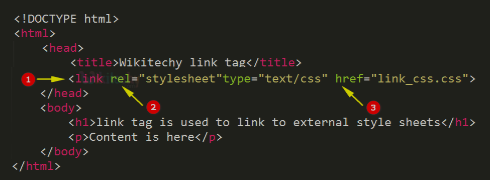 <!DOCTYPE html>
<html>
<head>
<title>Wikitechy link tag</title>
1 <link rel="stylesheet"type="text/css" href="link_css.css">
</head>
2 3
<body>
<h1>link tag is used to link to external style sheets</h1>
<p>Content is here</p>
</body>
</html>